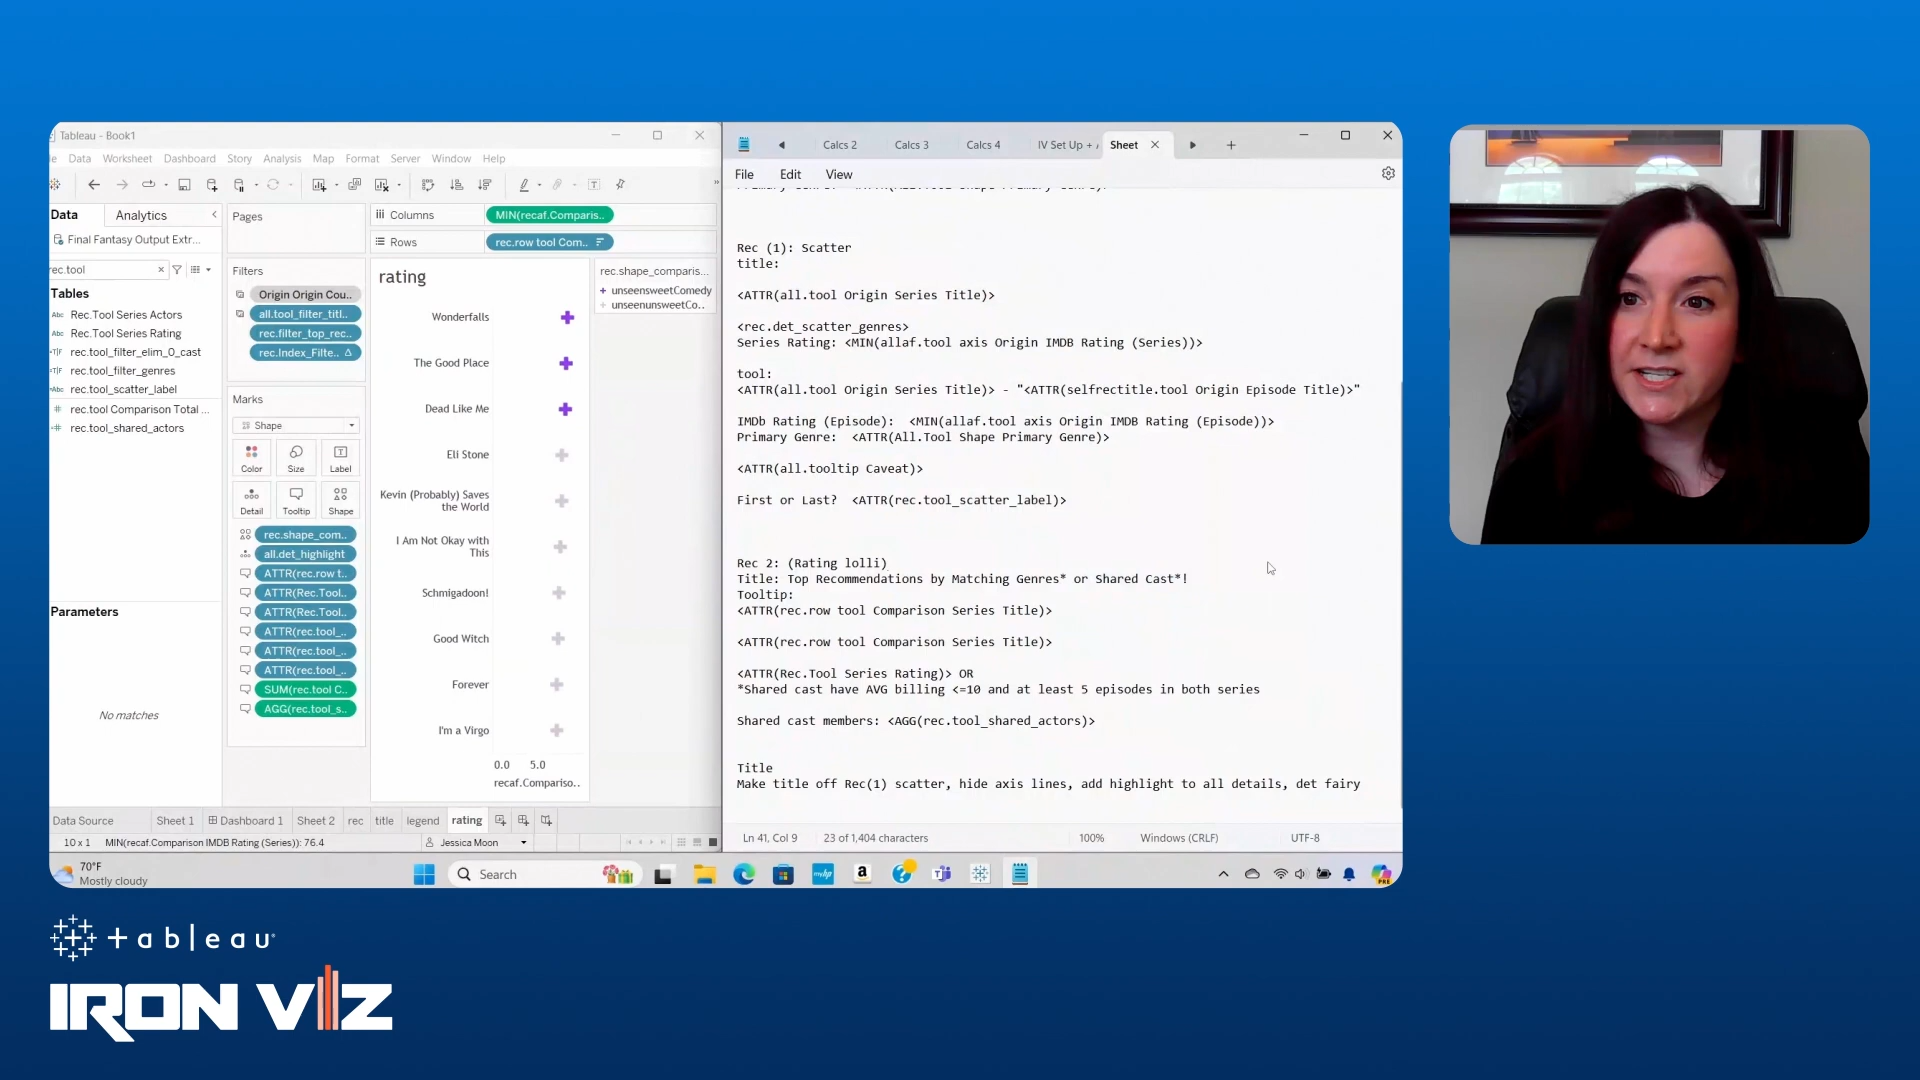 Tableau - Book1
Data Worksheet Dashboard Story Analysis Map Format Server Window Help
Data
Analytics
Final Fantasy Output Extr...
rec.tool
Tables
Abc Rec.Tool Series Actors
Abc Rec.Tool Series Rating
=T|F rec.tool_filter_elim_0_cast
=T|F rec.tool_filter_genres
=Abc rec.tool_scatter_label
# rec.tool Comparison Total ...
=# rec.tool_shared_actors
Parameters
No matches
Pages
Filters
Origin Origin Cou..
all.tool_filter_titl..
rec.filter_top_rec..
rec.Index_Filte.. Δ
Marks
Shape
Color Size Label
Detail Tooltip Shape
rec.shape_com..
all.det_highlight
ATTR(rec.row t..
ATTR(Rec.Tool..
ATTR(Rec.Tool..
ATTR(rec.tool_..
ATTR(rec.tool_..
ATTR(rec.tool_..
SUM(rec.tool C..
AGG(rec.tool_s..
Columns
MIN(recaf.Comparis..
Rows
rec.row tool Com..
rating
Wonderfalls
The Good Place
Dead Like Me
Eli Stone
Kevin (Probably) Saves
the World
I Am Not Okay with
This
Schmigadoon!
Good Witch
Forever
I'm a Virgo
0.0 5.0
recaf.Compariso..
rec.shape_comparis...
unseensweetComedy
unseenunsweetCo..
Data Source Sheet 1 Dashboard 1 Sheet 2 rec title legend rating
10 x 1 MIN(recaf.Comparison IMDB Rating (Series)): 76.4 Jessica Moon
Calcs 2 Calcs 3 Calcs 4 IV Set Up + Sheet
File Edit View
Rec (1): Scatter
title:
<ATTR(all.tool Origin Series Title)>
<rec.det_scatter_genres>
Series Rating: <MIN(allaf.tool axis Origin IMDB Rating (Series))>
tool:
<ATTR(all.tool Origin Series Title)> - "<ATTR(selfrectitle.tool Origin Episode Title)>"
IMDb Rating (Episode): <MIN(allaf.tool axis Origin IMDB Rating (Episode))>
Primary Genre: <ATTR(All.Tool Shape Primary Genre)>
<ATTR(all.tooltip Caveat)>
First or Last? <ATTR(rec.tool_scatter_label)>
Rec 2: (Rating lolli)
Title: Top Recommendations by Matching Genres* or Shared Cast*!
Tooltip:
<ATTR(rec.row tool Comparison Series Title)>
<ATTR(rec.row tool Comparison Series Title)>
<ATTR(Rec.Tool Series Rating)> OR
*Shared cast have AVG billing <=10 and at least 5 episodes in both series
Shared cast members: <AGG(rec.tool_shared_actors)>
Title
Make title off Rec(1) scatter, hide axis lines, add highlight to all details, det fairy
Ln 41, Col 9 23 of 1,404 characters 100% Windows (CRLF) UTF-8
70°F
Mostly cloudy
Search
tableau
IRON VIZ